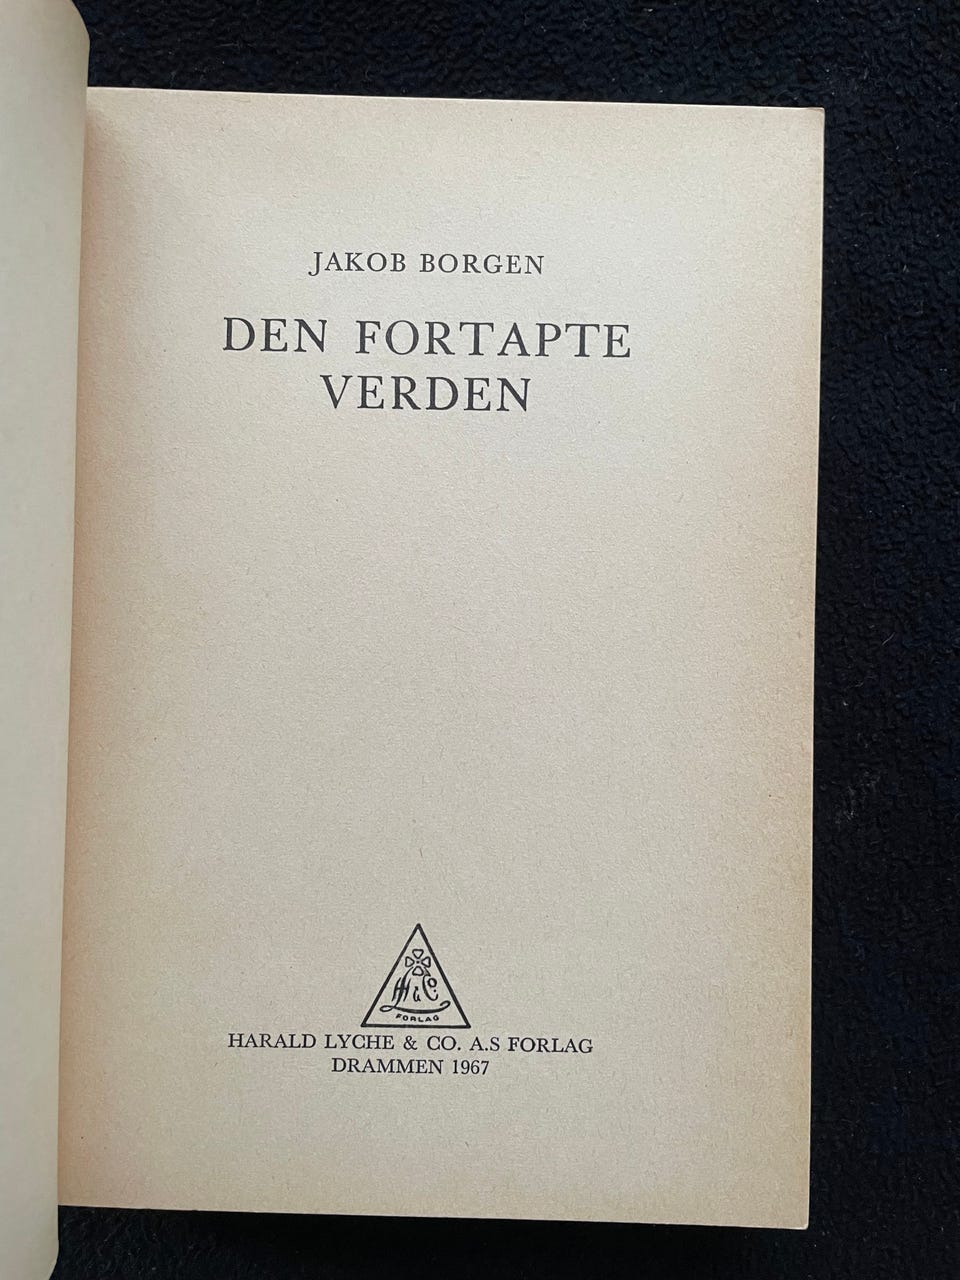 JAKOB BORGEN
DEN FORTAPTE
VERDEN
FORLAG
HARALD LYCHE & CO. A.S FORLAG
DRAMMEN 1967